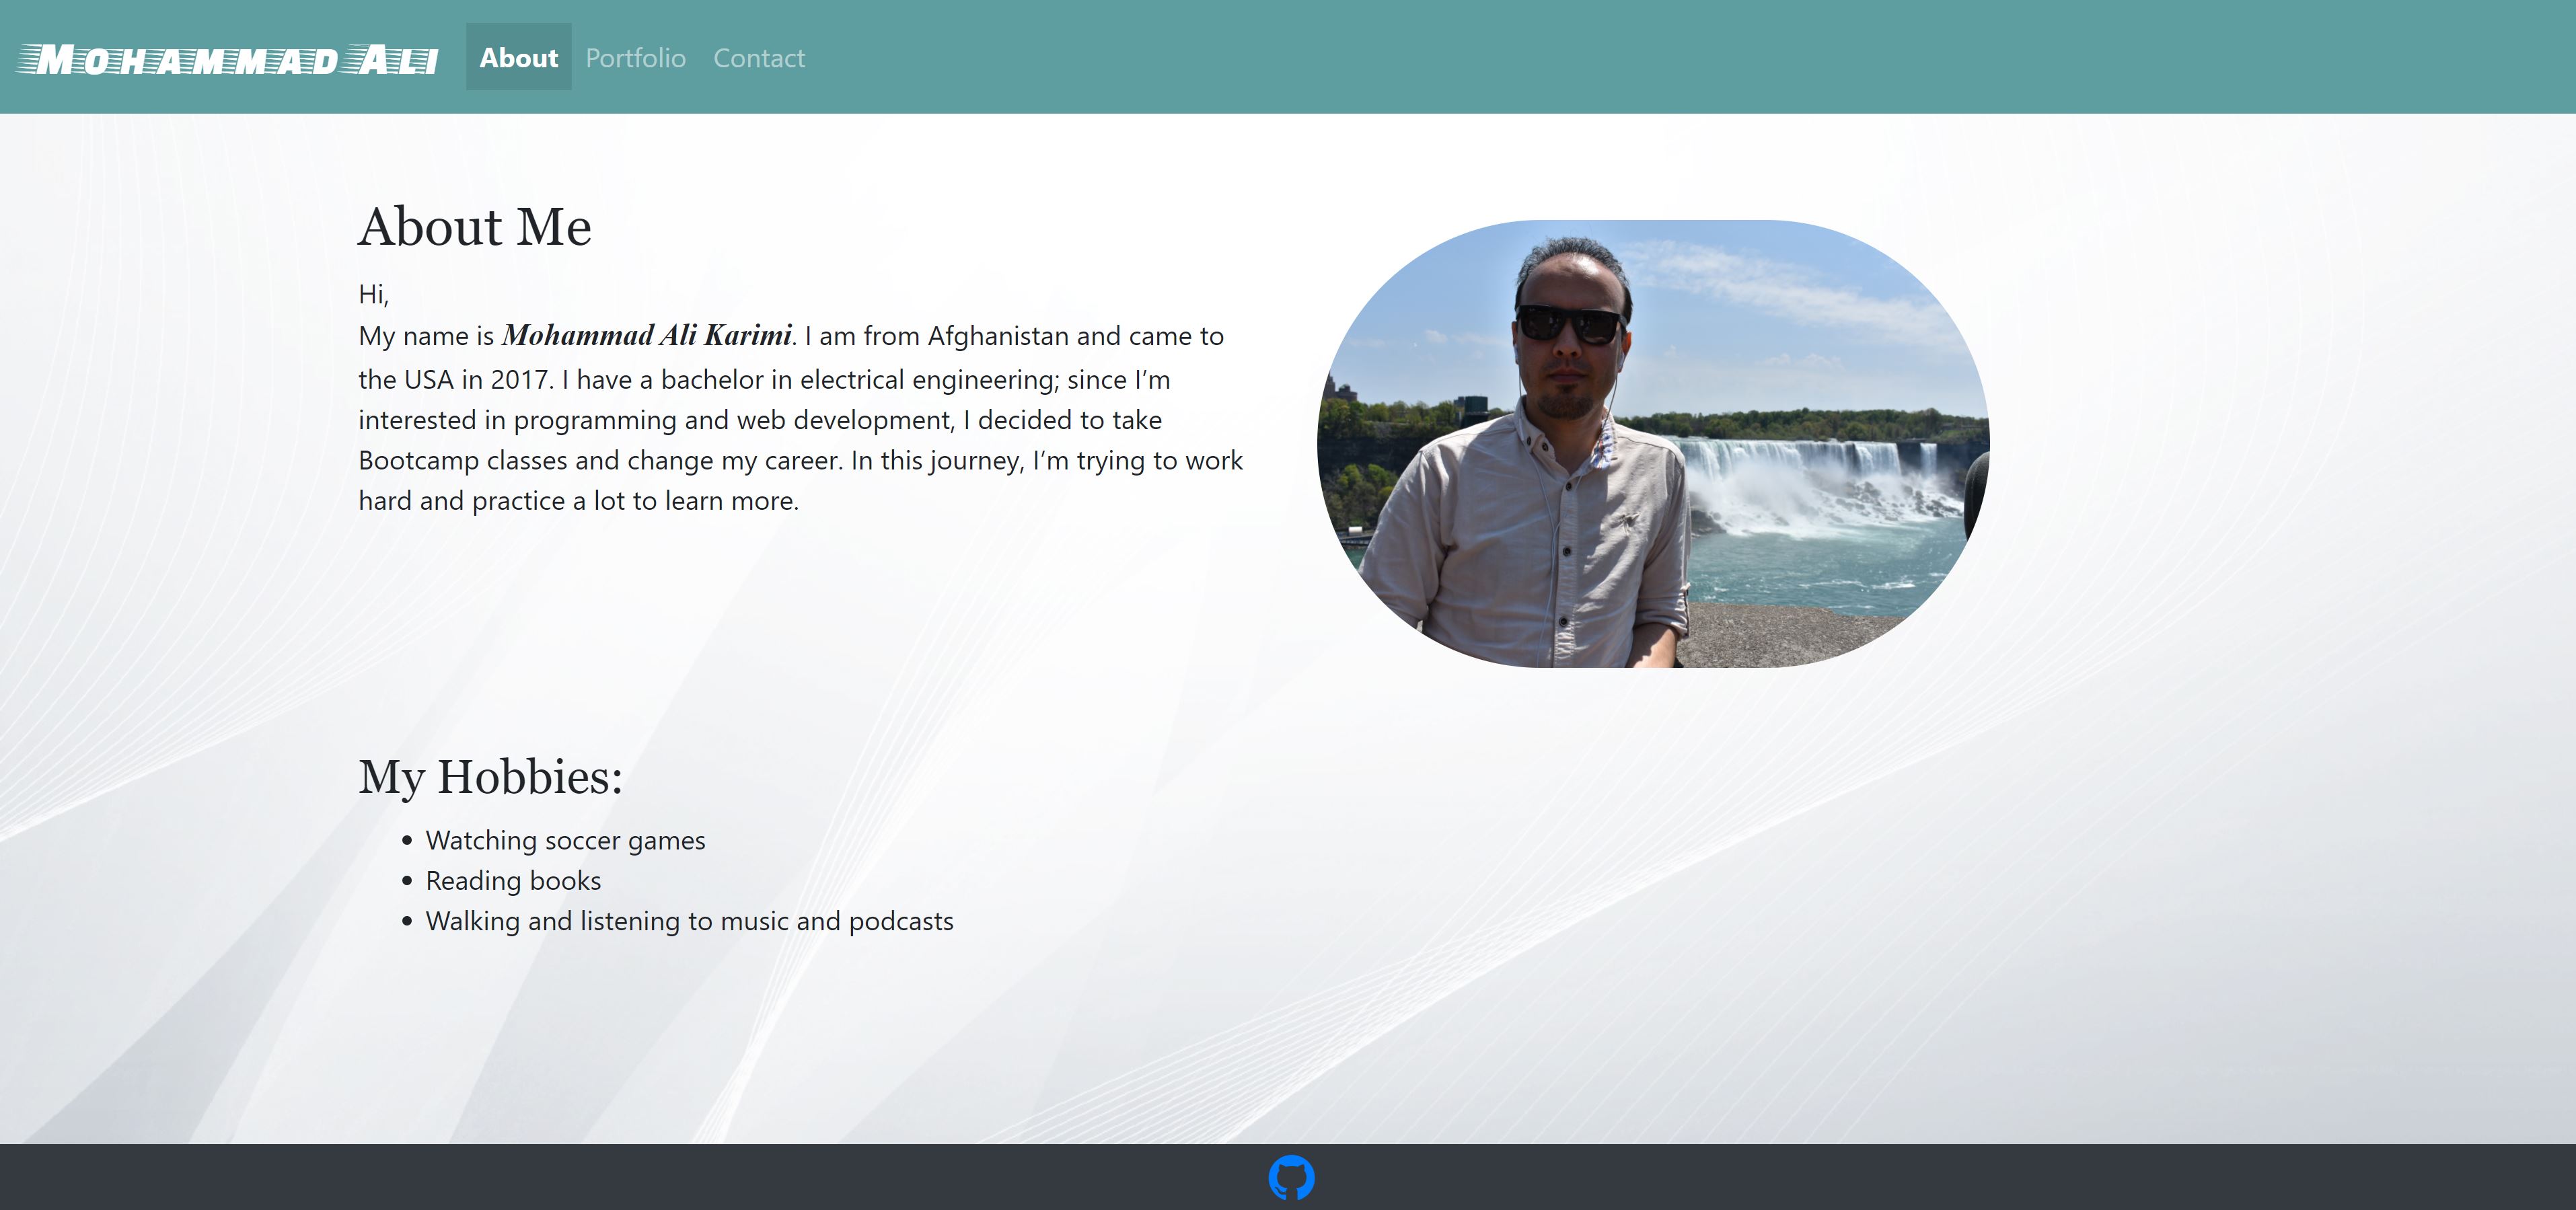 Mohammad Ali
About Portfolio Contact
About Me
Hi,
My name is Mohammad Ali Karimi. I am from Afghanistan and came to
the USA in 2017. I have a bachelor in electrical engineering; since I’m
interested in programming and web development, I decided to take
Bootcamp classes and change my career. In this journey, I’m trying to work
hard and practice a lot to learn more.
My Hobbies:
Watching soccer games
Reading books
Walking and listening to music and podcasts